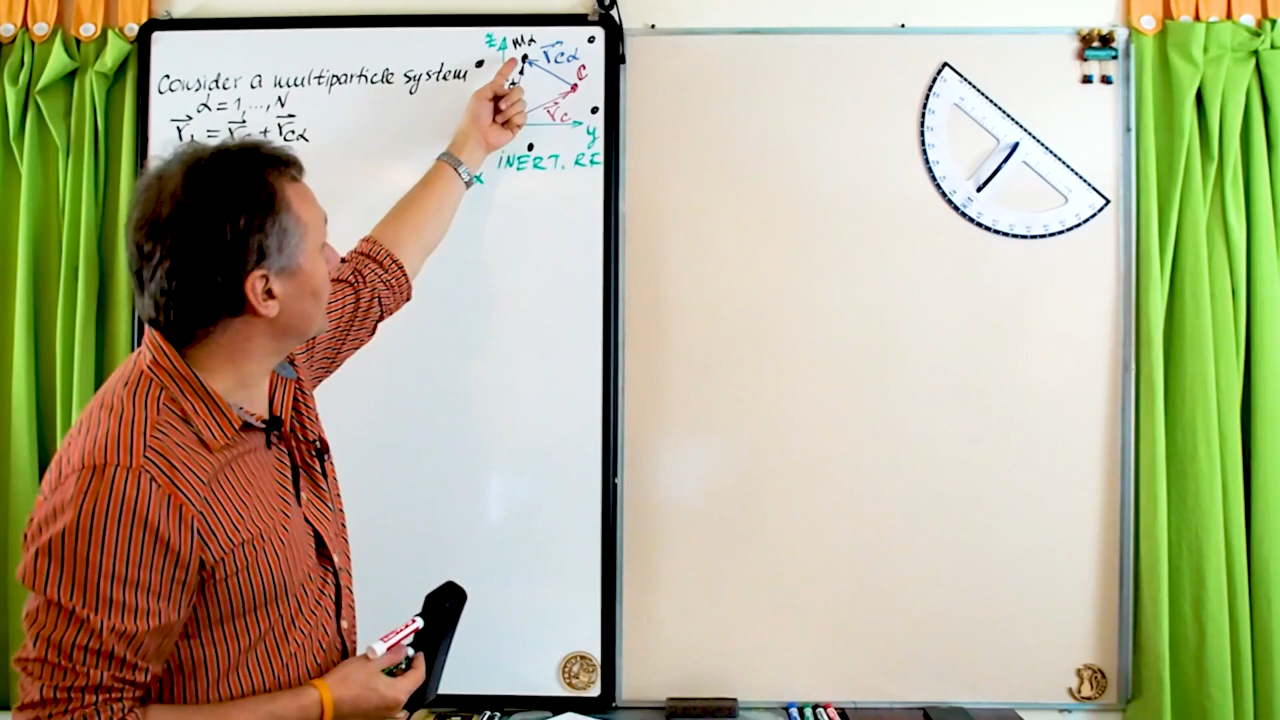 Consider a multiparticle system
α = 1, ..., N
= + r⃗cα
z
mα
r⃗cα
C
r⃗c
y
INERT. RF